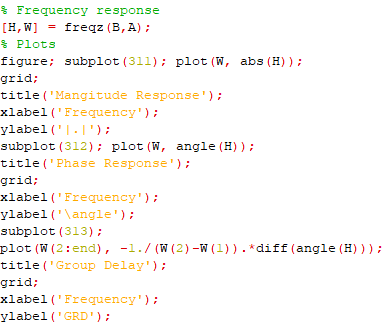 % Frequency response
[H,W] = freqz(B,A);
% Plots
figure; subplot(311); plot(W, abs(H));
grid;
title('Mangitude Response');
xlabel('Frequency');
ylabel('|.|');
subplot(312); plot(W, angle(H));
title('Phase Response');
grid;
xlabel('Frequency');
ylabel('\angle');
subplot(313);
plot(W(2:end), -1./(W(2)-W(1)).*diff(angle(H)));
title('Group Delay');
grid;
xlabel('Frequency');
ylabel('GRD');